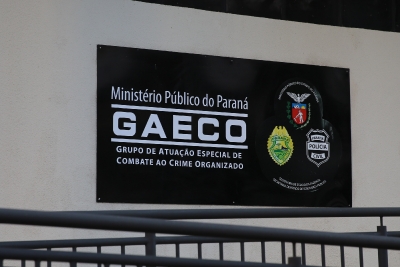 Ministério Público do Paraná
GAECO
Grupo de Atuação Especial de
Combate ao Crime Organizado
POLÍCIA
CIVIL